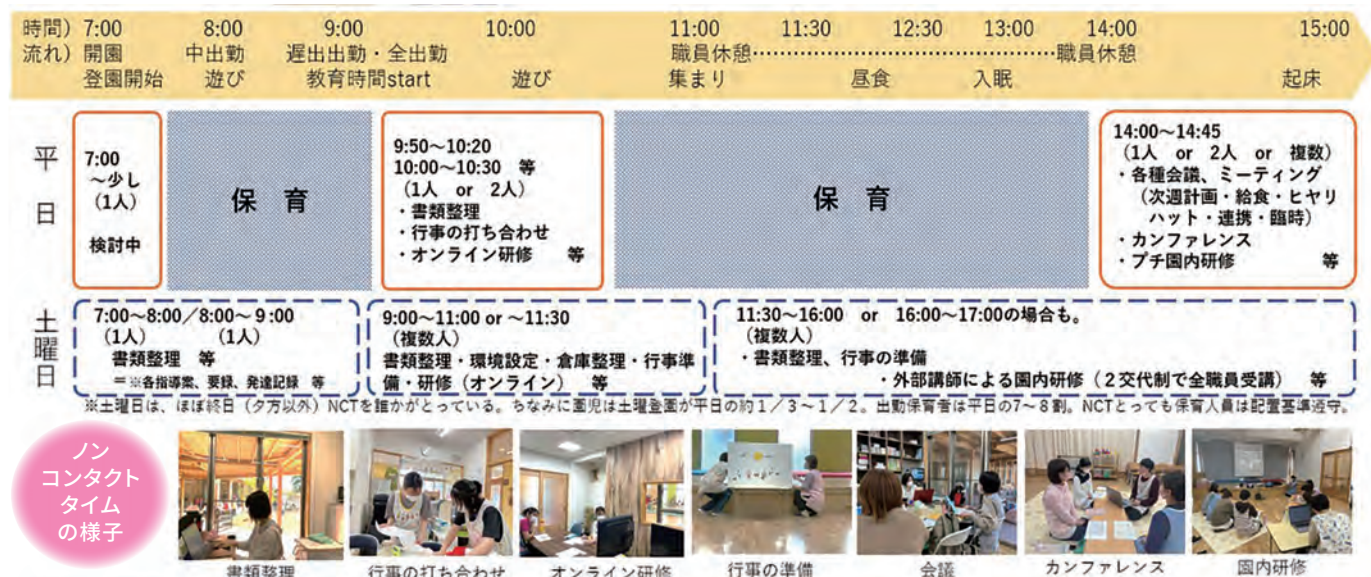 時間) 7:00 8:00 9:00 10:00 11:00 11:30 12:30 13:00 14:00 15:00
流れ) 開園 中出勤 遅出出勤・全出勤 職員休憩‥‥‥‥‥‥‥‥‥‥職員休憩
登園開始 遊び 教育時間start 遊び 集まり 昼食 入眠 起床
平日
7:00
～少し
(1人)
検討中
保 育
9:50～10:20
10:00～10:30 等
(1人 or 2人)
・書類整理
・行事の打ち合わせ
・オンライン研修 等
保 育
14:00～14:45
(1人 or 2人 or 複数)
・各種会議、ミーティング
(次週計画・給食・ヒヤリ
ハット・連携・臨時)
・カンファレンス
・プチ園内研修 等
土曜日
7:00～8:00／8:00～9:00
(1人) (1人)
書類整理 等
＝※各指導案、要録、発達記録 等
9:00～11:00 or ～11:30
(複数人)
書類整理・環境設定・倉庫整理・行事準
備・研修（オンライン） 等
11:30～16:00 or 16:00～17:00の場合も。
(複数人)
・書類整理、行事の準備
・外部講師による園内研修（２交代制で全職員受講） 等
※土曜日は、ほぼ終日（夕方以外）NCTを誰かがとっている。ちなみに園児は土曜登園が平日の約１／３～１／２。出勤保育者は平日の7～８割。NCTとっても保育人員は配置基準遵守。
ノン
コンタクト
タイム
の様子
書類整理 行事の打ち合わせ オンライン研修 行事の準備 会議 カンファレンス 園内研修